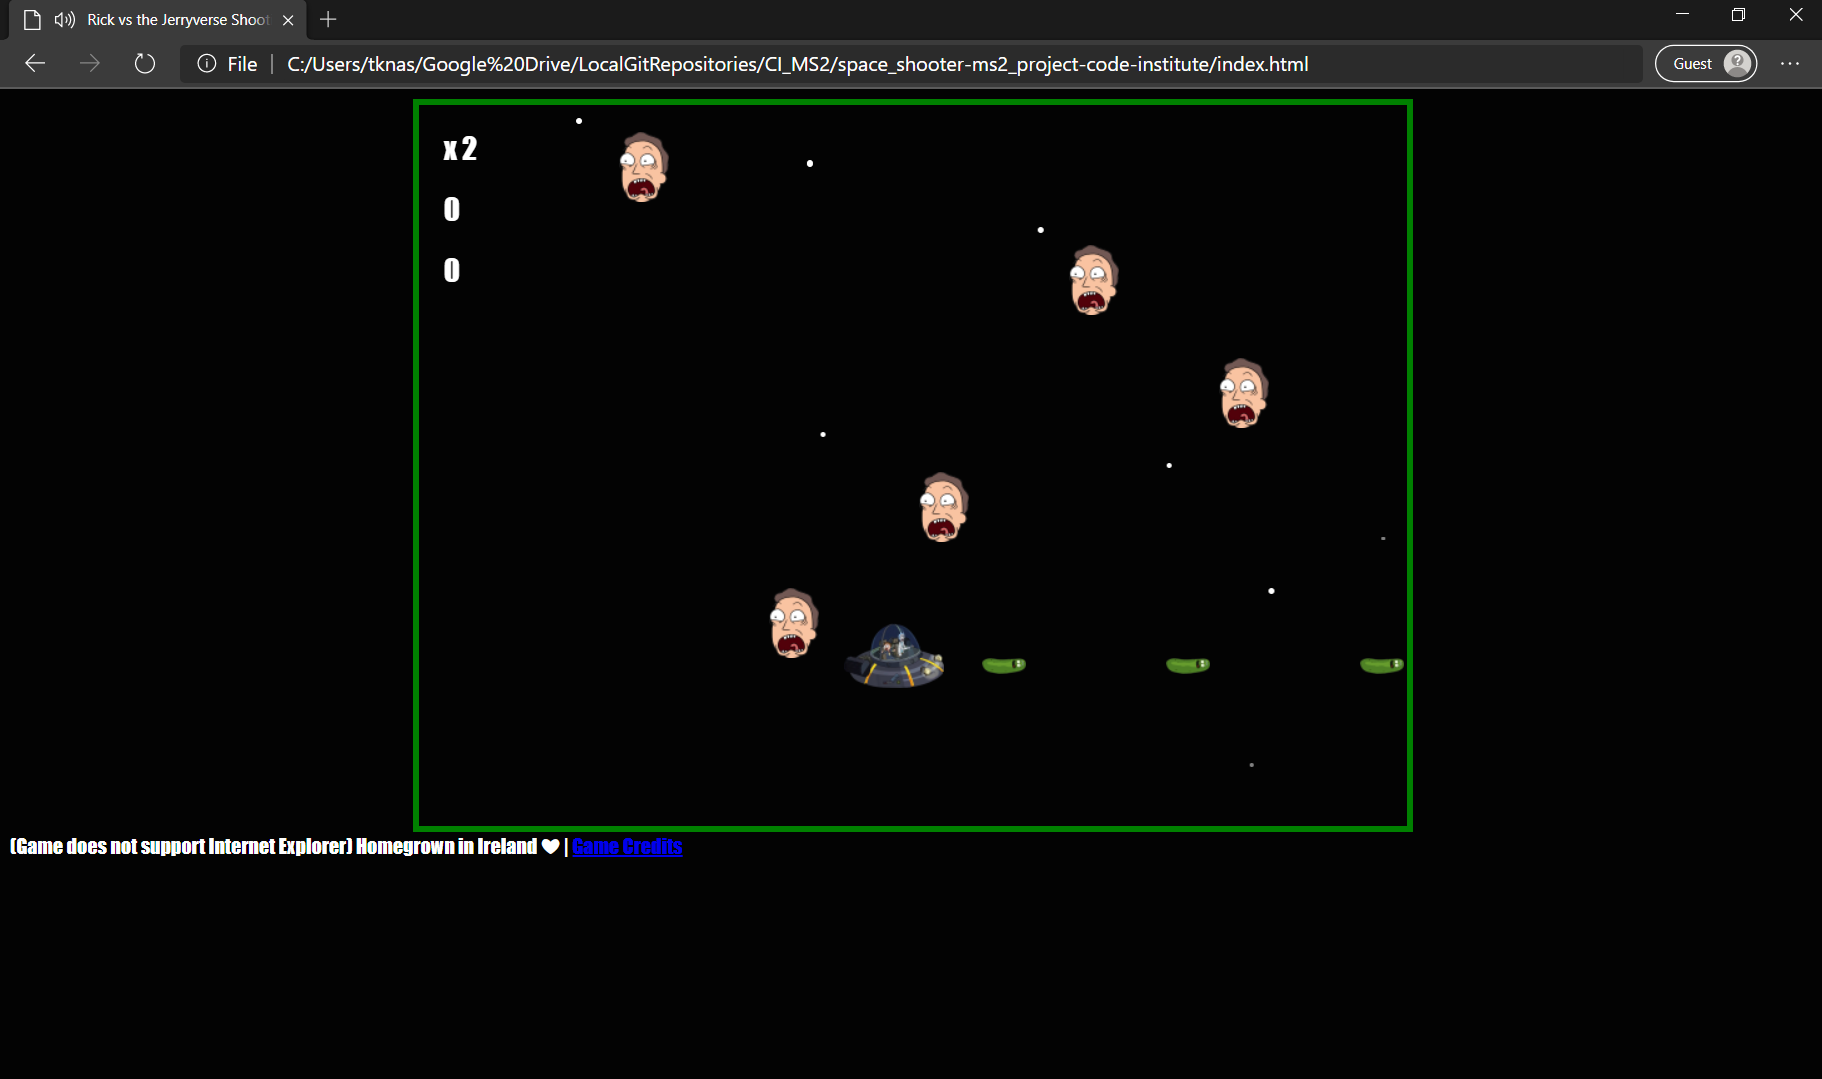 Rick vs the Jerryverse Shoot
File
C:/Users/tknas/Google%20Drive/LocalGitRepositories/CI_MS2/space_shooter-ms2_project-code-institute/index.html
Guest
x 2
0
0
(Game does not support Internet Explorer) Homegrown in Ireland ♥ | Game Credits